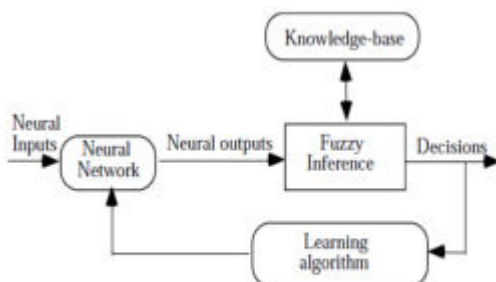 Knowledge-base
Neural
Inputs
Neural
Network
Neural outputs
Fuzzy
Inference
Decisions
Learning
algorithm